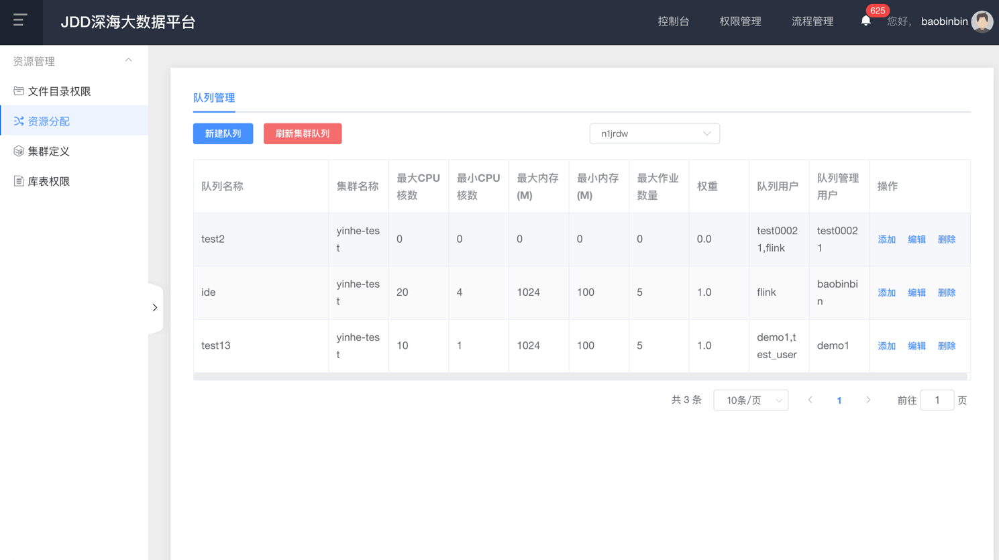 JDD深海大数据平台
控制台
权限管理
流程管理
625
您好，
baobinbin
资源管理
文件目录权限
资源分配
集群定义
库表权限
队列管理
新建队列
刷新集群队列
n1jrdw
队列名称
集群名称
最大CPU
核数
最小CPU
核数
最大内存
(M)
最小内存
(M)
最大作业
数量
权重
队列用户
队列管理
用户
操作
test2
yinhe-tes
t
0
0
0
0
0
0.0
test0002
1,flink
test0002
1
添加
编辑
删除
ide
yinhe-tes
t
20
4
1024
100
5
1.0
flink
baobinbi
n
添加
编辑
删除
test13
yinhe-tes
t
10
1
1024
100
5
1.0
demo1,t
est_user
demo1
添加
编辑
删除
共 3 条
10条/页
1
前往
1
页